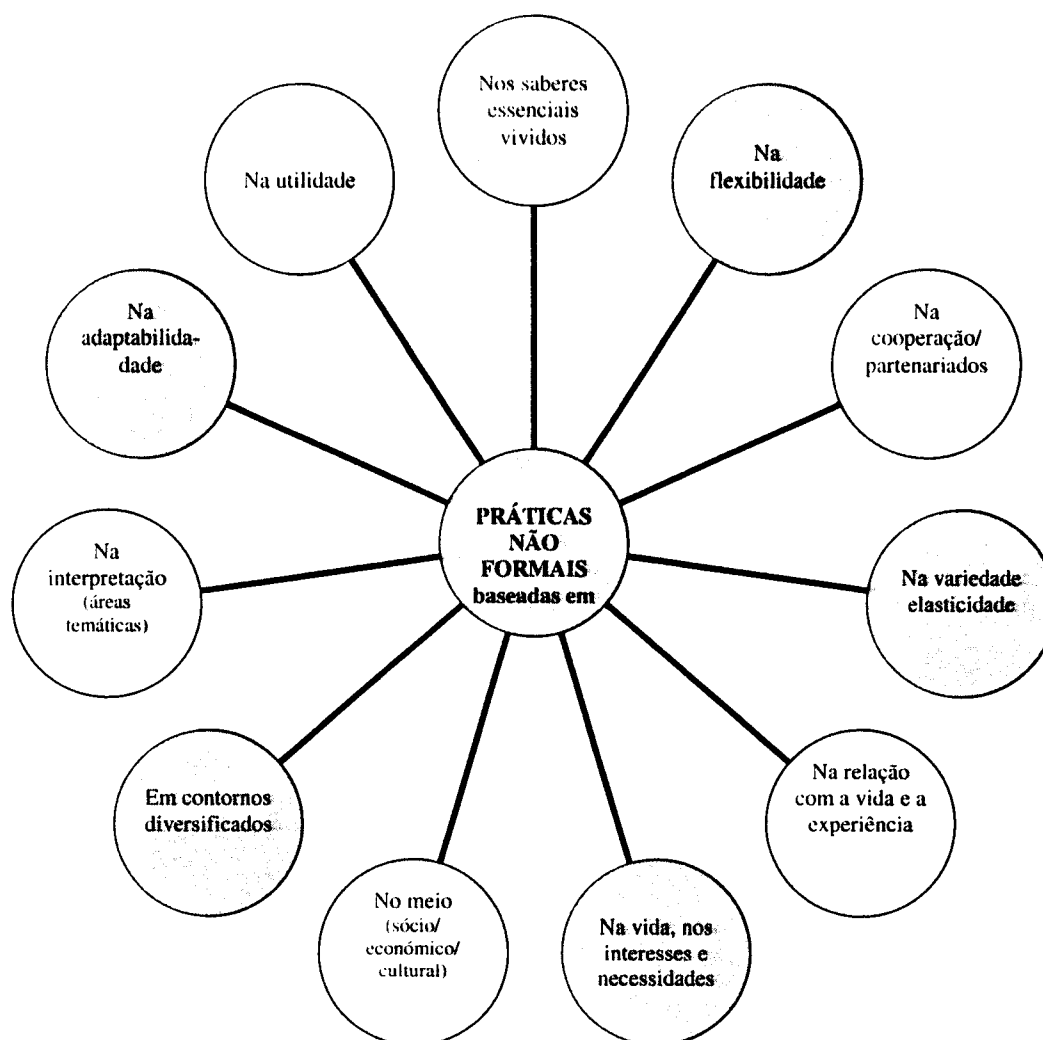 Nos saberes
essenciais
vividos
Na
flexibilidade
Na
cooperação/
partenariados
Na variedade
elasticidade
Na relação
com a vida e a
experiência
Na vida, nos
interesses e
necessidades
No meio
(sócio/
económico/
cultural)
Em contornos
diversificados
Na
interpretação
(áreas
temáticas)
Na
adaptabilida-
dade
Na utilidade
PRÁTICAS
NÃO
FORMAIS
baseadas em